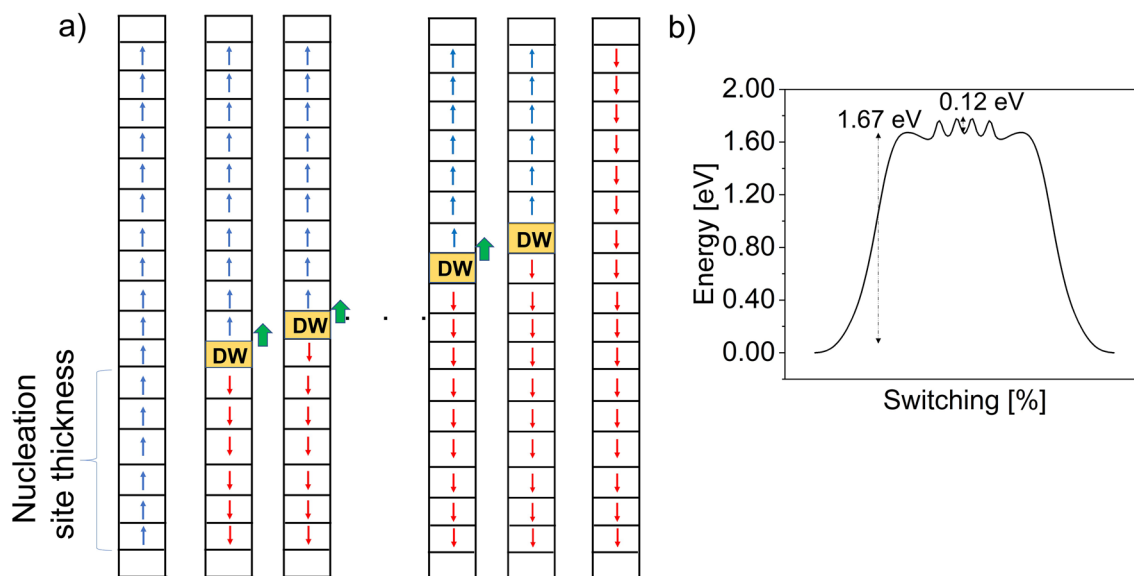 a)
DW
DW
. . .
DW
DW
Nucleation
site thickness
b)
2.00
1.60
1.20
0.80
0.40
0.00
Energy [eV]
1.67 eV
0.12 eV
Switching [%]